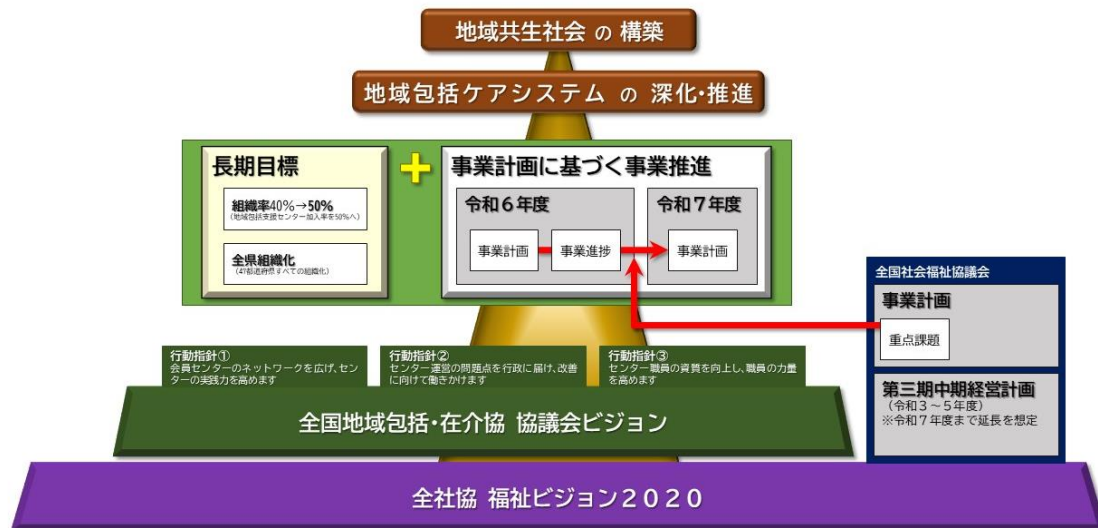 地域共生社会 の 構築
地域包括ケアシステム の 深化・推進
長期目標
組織率40%→50%
(地域包括支援センター加入率を50%へ)
全県組織化
(47都道府県すべての組織化)
+
事業計画に基づく事業推進
令和6年度
事業計画
事業進捗
令和7年度
事業計画
全国社会福祉協議会
事業計画
重点課題
第三期中期経営計画
(令和3～5年度)
※令和7年度まで延長を想定
行動指針①
会員センターのネットワークを広げ、セン
ターの実践力を高めます
行動指針②
センター運営の問題点を行政に届け、改善
に向けて働きかけます
行動指針③
センター職員の資質を向上し、職員の力量
を高めます
全国地域包括・在介協 協議会ビジョン
全社協 福祉ビジョン2020